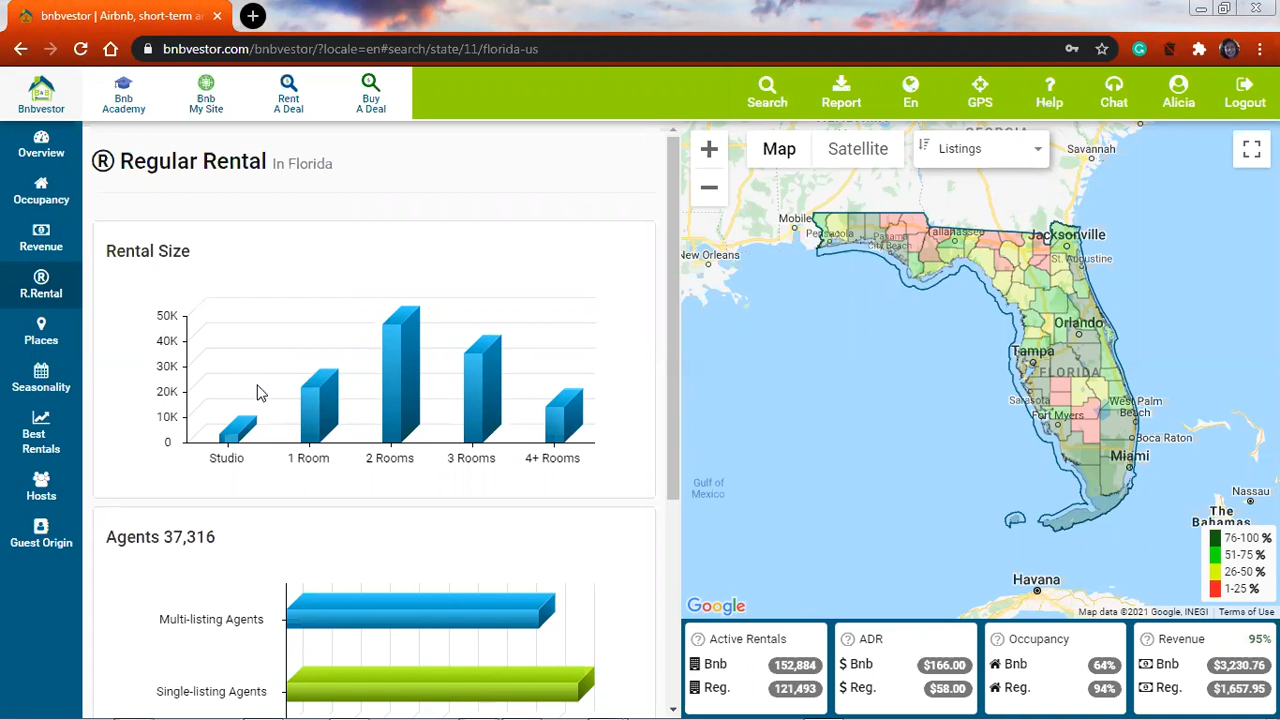 bnbvestor | Airbnb, short-term ar
bnbvestor.com/bnbvestor/?locale=en#search/state/11/florida-us
Bnbvestor
Bnb
Academy
Bnb
My Site
Rent
A Deal
Buy
A Deal
Search
Report
En
GPS
Help
Chat
Alicia
Logout
Overview
Occupancy
Revenue
R.Rental
Places
Seasonality
Best
Rentals
Hosts
Guest Origin
® Regular Rental In Florida
Rental Size
50K
40K
30K
20K
10K
0
Studio
1 Room
2 Rooms
3 Rooms
4+ Rooms
Agents 37,316
Multi-listing Agents
Single-listing Agents
Map
Satellite
Listings
GEORGIA
Savannah
Mobile
Pensacola
Panama
City Beach
Tallahassee
Jacksonville
St. Augustine
New Orleans
Orlando
Tampa
FLORIDA
Sarasota
Fort Myers
West Palm
Beach
Boca Raton
Miami
Gulf of
Mexico
Nassau
The
Bahamas
Havana
76-100 %
51-75 %
26-50 %
1-25 %
Google
Map data ©2021 Google, INEGI
Terms of Use
Active Rentals
Bnb 152,884
Reg. 121,493
ADR
$ Bnb $166.00
$ Reg. $58.00
Occupancy
Bnb 64%
Reg. 94%
Revenue 95%
Bnb $3,230.76
Reg. $1,657.95